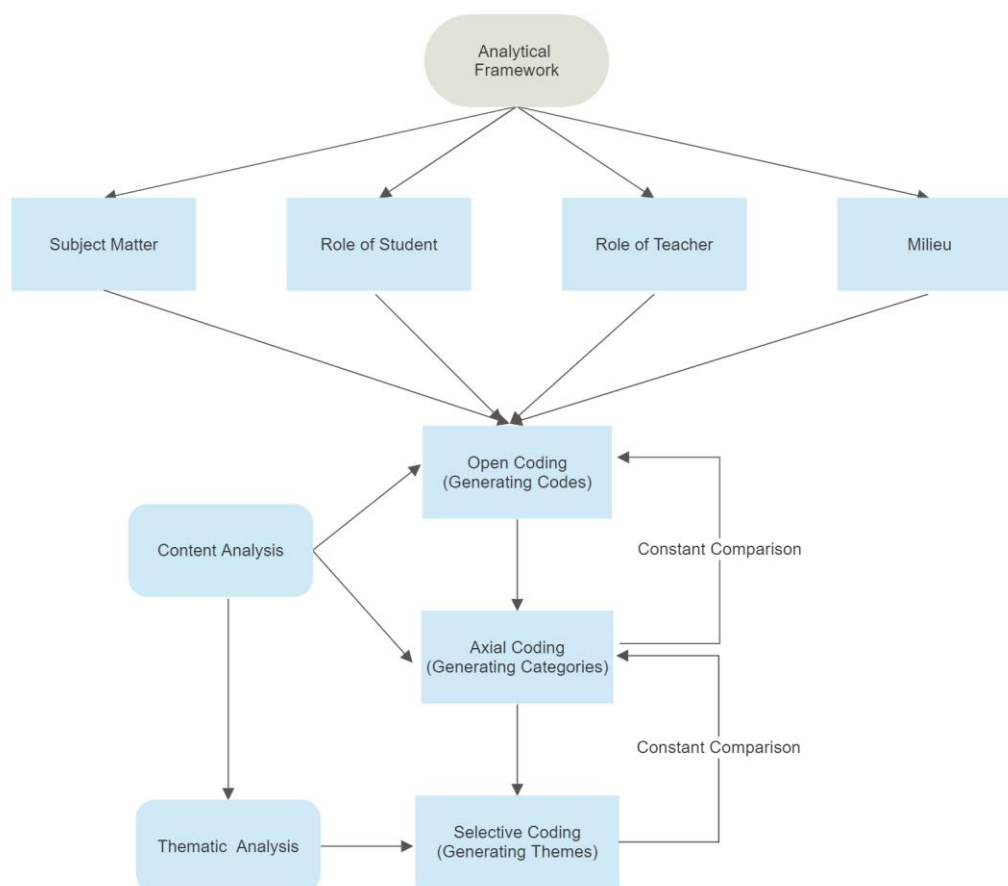 Analytical
Framework
Subject Matter
Role of Student
Role of Teacher
Milieu
Open Coding
(Generating Codes)
Content Analysis
Constant Comparison
Axial Coding
(Generating Categories)
Constant Comparison
Thematic Analysis
Selective Coding
(Generating Themes)